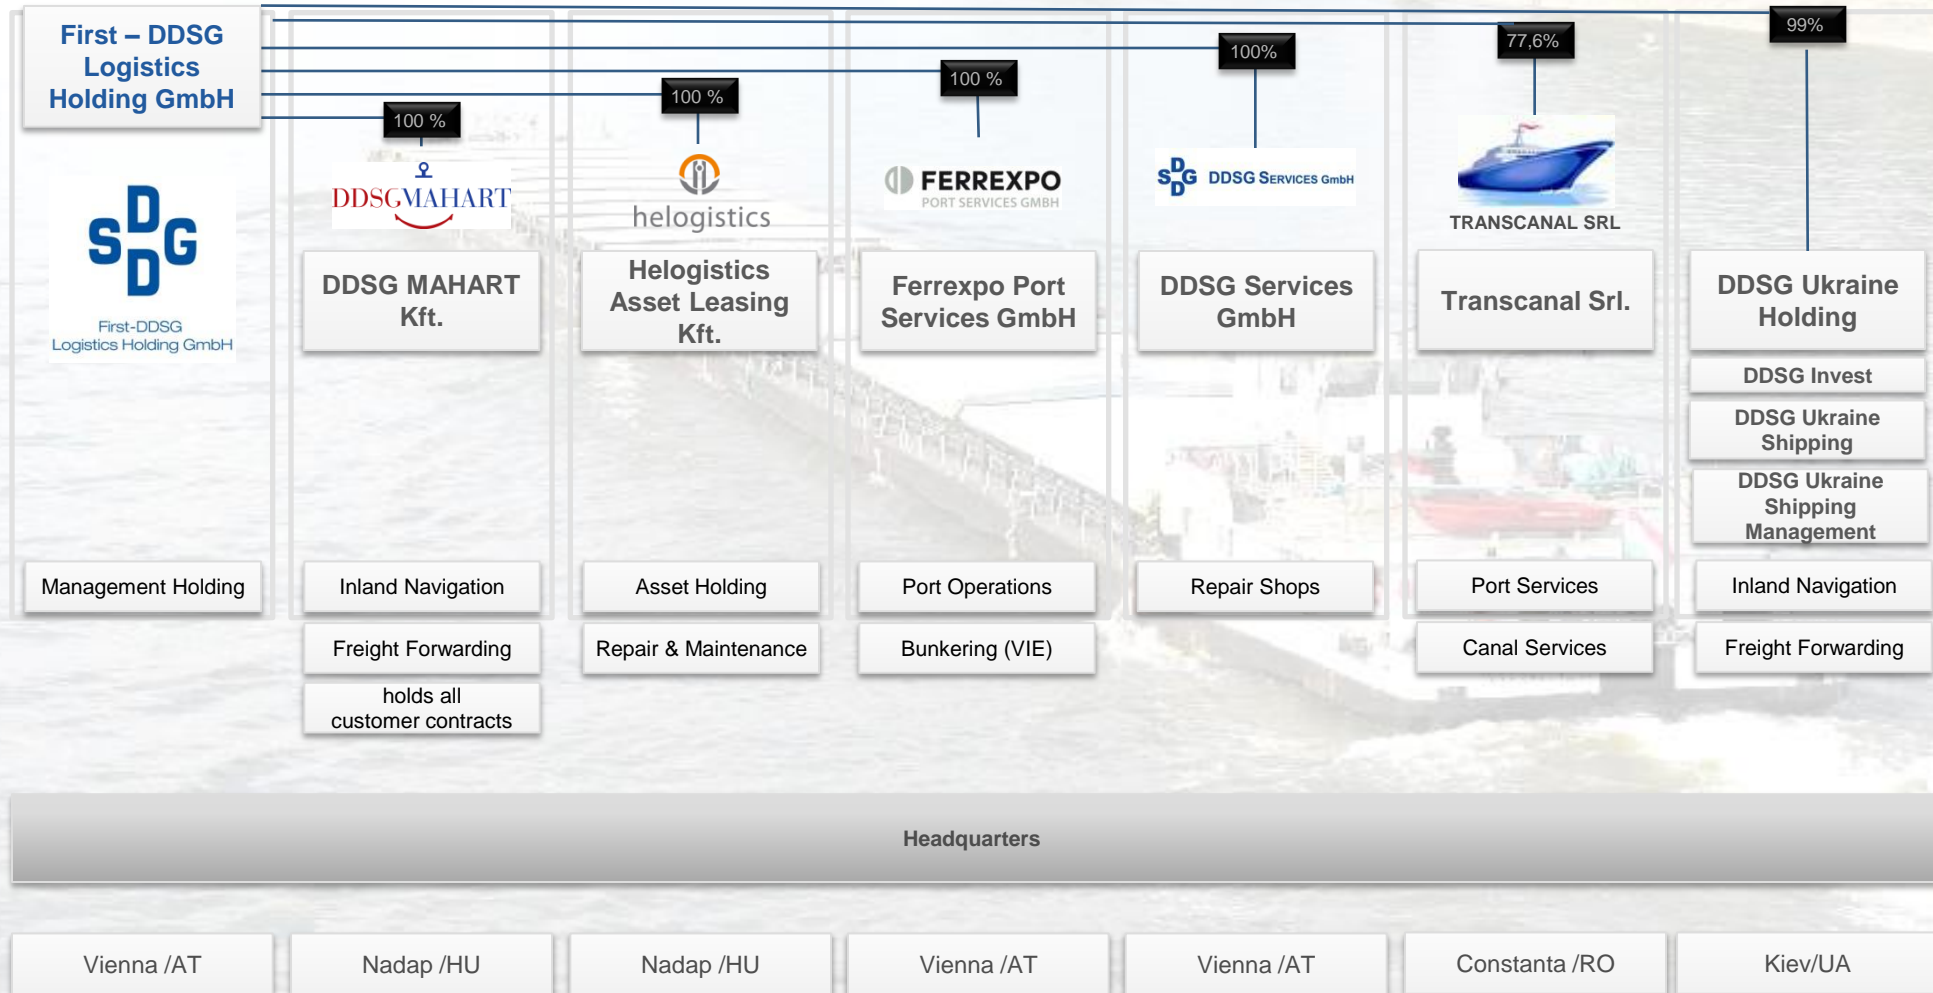 First – DDSG
Logistics
Holding GmbH
100 %
100 %
100 %
100%
77,6%
99%
SDDGD
First-DDSG
Logistics Holding GmbH
DDSGMAHART
helogistics
FERREXPO
PORT SERVICES GMBH
SDGD DDSG SERVICES GmbH
TRANSCANAL SRL
DDSG MAHART
Kft.
Helogistics
Asset Leasing
Kft.
Ferrexpo Port
Services GmbH
DDSG Services
GmbH
Transcanal Srl.
DDSG Ukraine
Holding
DDSG Invest
DDSG Ukraine
Shipping
DDSG Ukraine
Shipping
Management
Management Holding
Inland Navigation
Asset Holding
Port Operations
Repair Shops
Port Services
Inland Navigation
Freight Forwarding
Repair & Maintenance
Bunkering (VIE)
Canal Services
Freight Forwarding
holds all
customer contracts
Headquarters
Vienna /AT
Nadap /HU
Nadap /HU
Vienna /AT
Vienna /AT
Constanta /RO
Kiev/UA